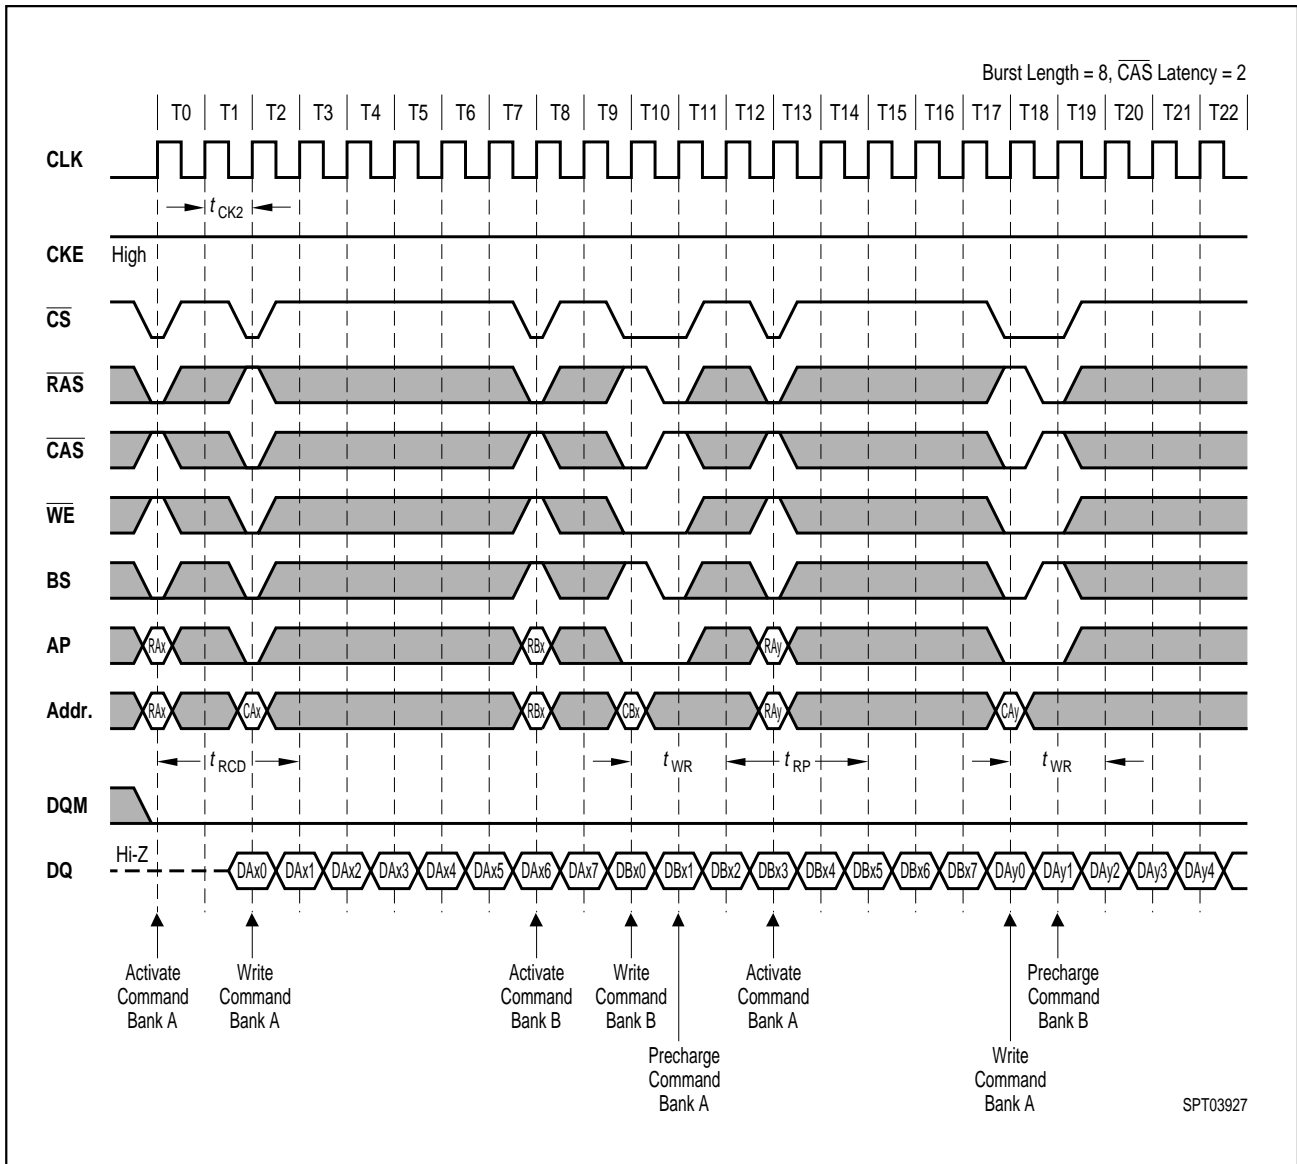 Burst Length = 8, CAS Latency = 2
T0 T1 T2 T3 T4 T5 T6 T7 T8 T9 T10 T11 T12 T13 T14 T15 T16 T17 T18 T19 T20 T21 T22
CLK
t CK2
CKE High
CS
RAS
CAS
WE
BS
AP RAx RBx RAy
Addr. RAx CAx RBx CBx RAy CAy
t RCD t WR t RP t WR
DQM
Hi-Z
DQ DAx0 DAx1 DAx2 DAx3 DAx4 DAx5 DAx6 DAx7 DBx0 DBx1 DBx2 DBx3 DBx4 DBx5 DBx6 DBx7 DAy0 DAy1 DAy2 DAy3 DAy4
Activate Command Bank A
Write Command Bank A
Activate Command Bank B
Write Command Bank B
Precharge Command Bank A
Activate Command Bank A
Write Command Bank A
Precharge Command Bank B
SPT03927